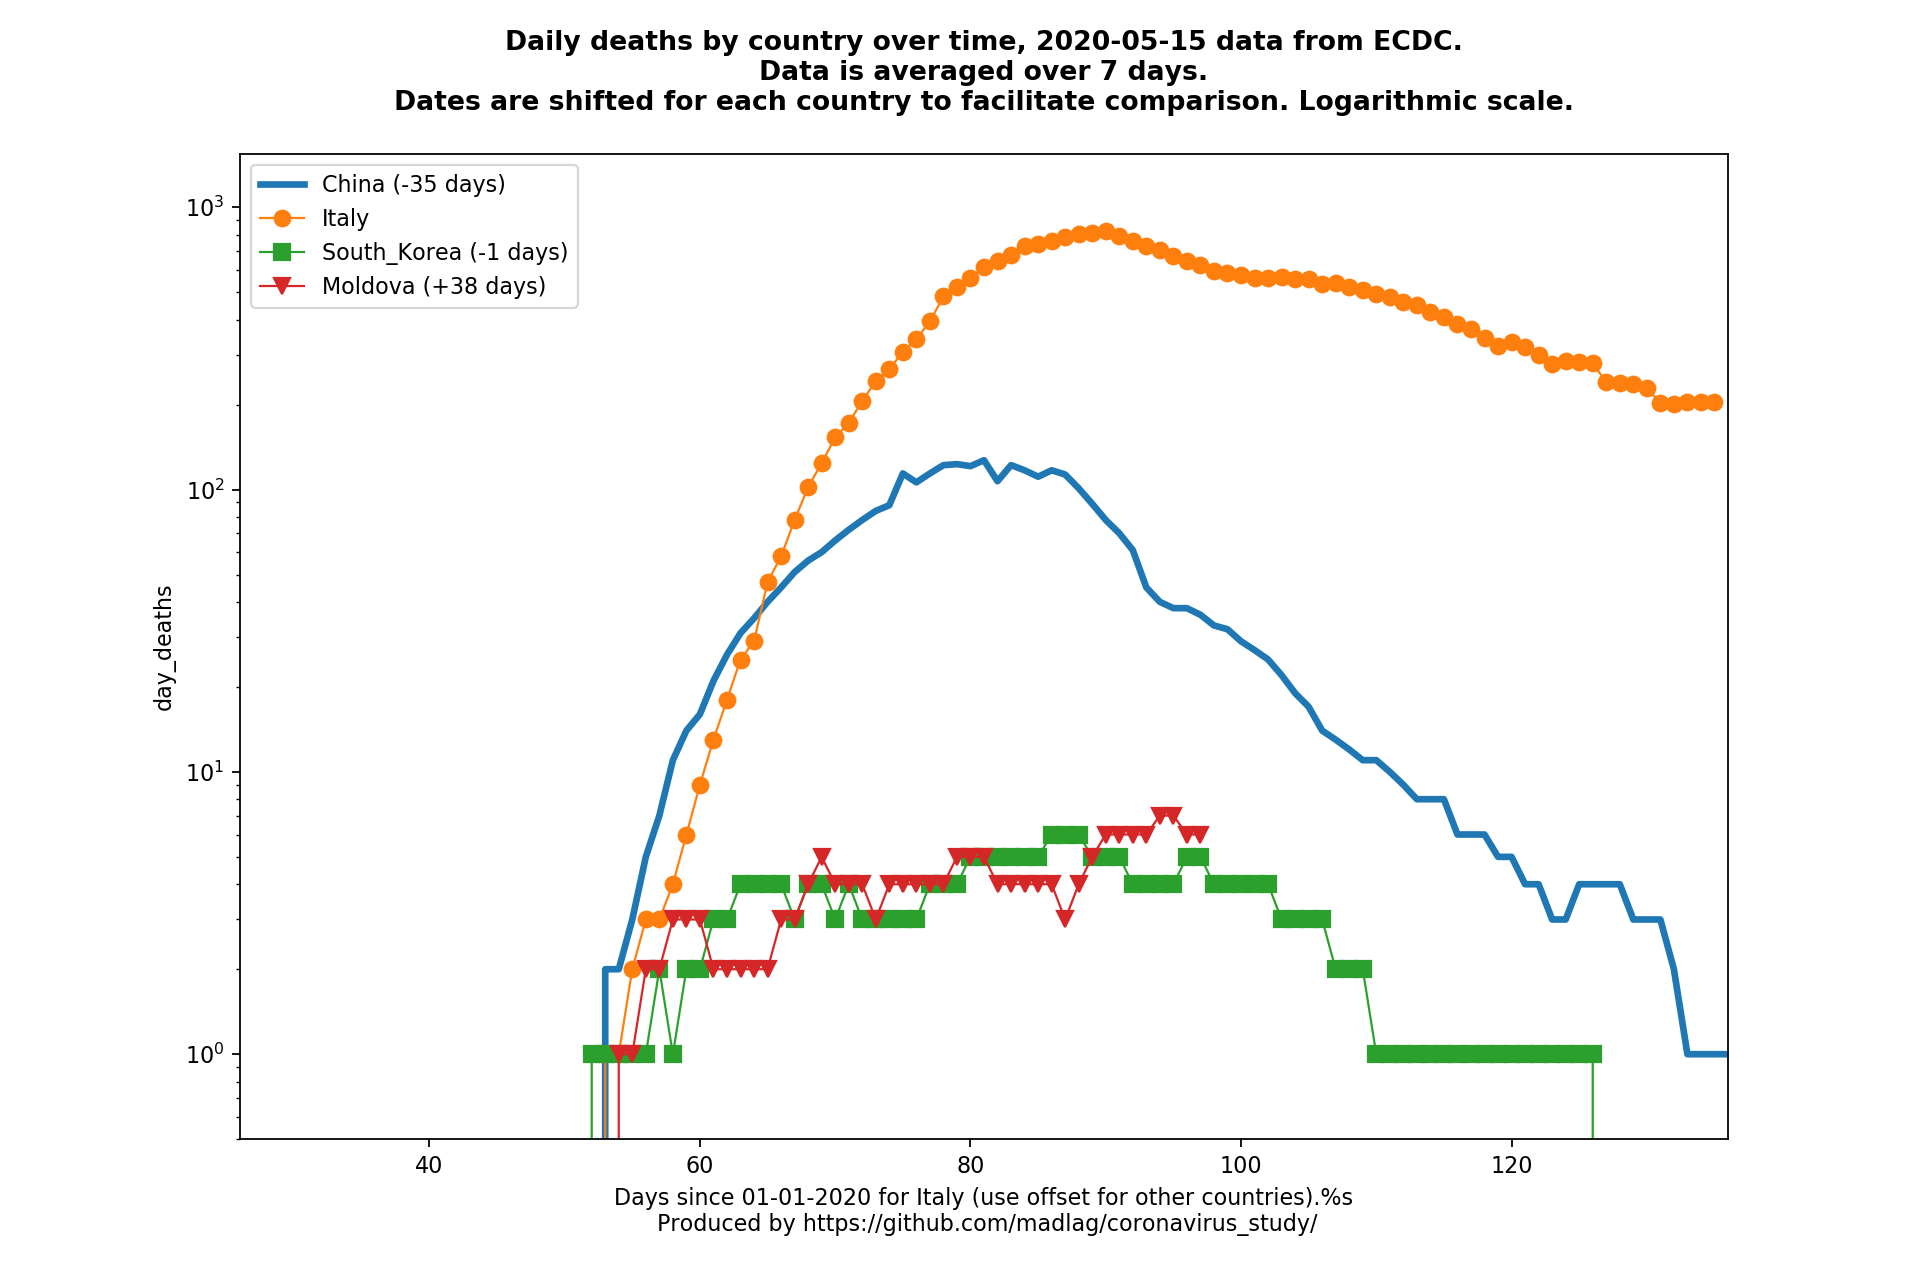 Daily deaths by country over time, 2020-05-15 data from ECDC.
Data is averaged over 7 days.
Dates are shifted for each country to facilitate comparison. Logarithmic scale.
China (-35 days)
Italy
South_Korea (-1 days)
Moldova (+38 days)
10³
10²
10¹
10⁰
day_deaths
40 60 80 100 120
Days since 01-01-2020 for Italy (use offset for other countries).%s
Produced by https://github.com/madlag/coronavirus_study/